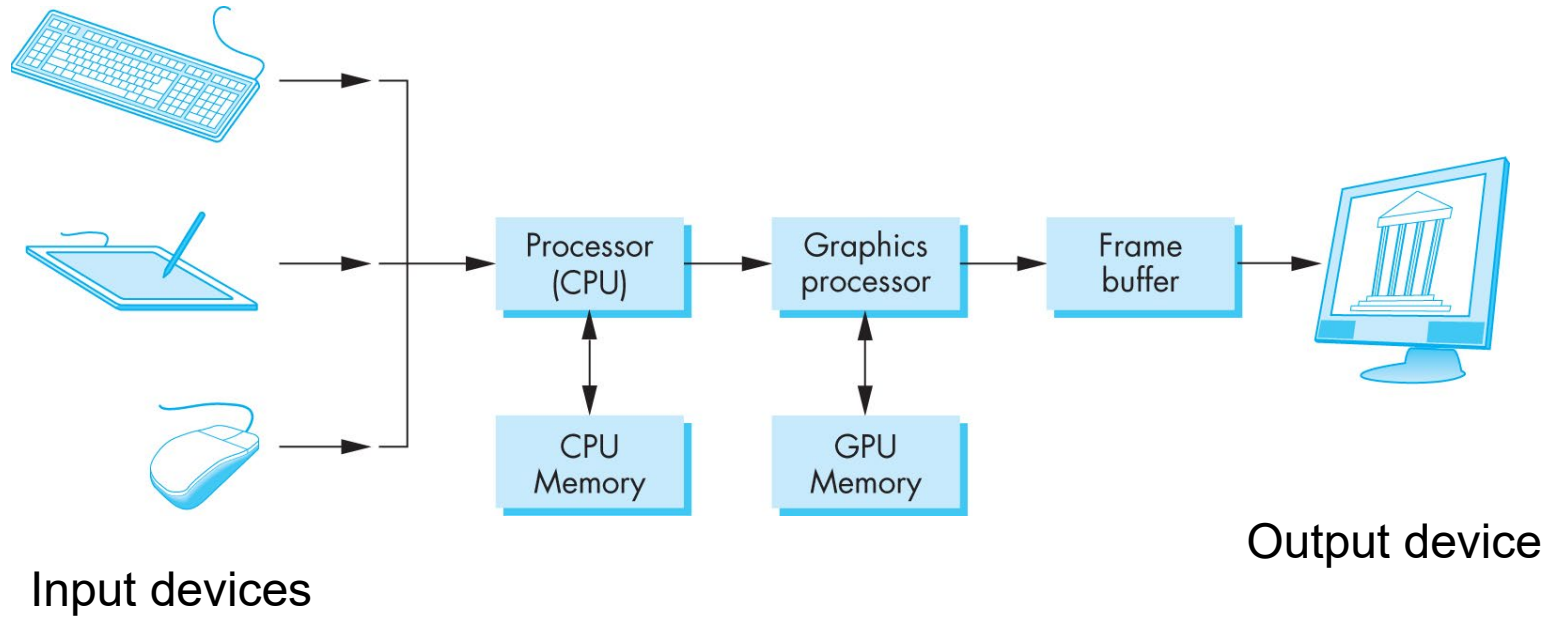 Processor
(CPU)
Graphics
processor
Frame
buffer
CPU
Memory
GPU
Memory
Output device
Input devices